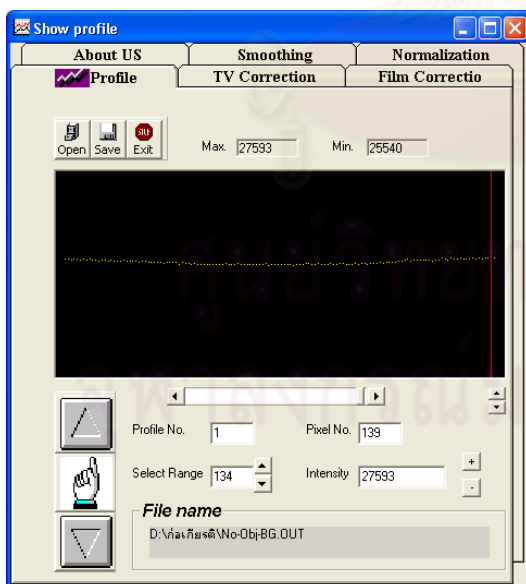 Show profile
About US Smoothing Normalization
Profile TV Correction Film Correctio
Open Save Exit Max. 27593 Min. 25540
Profile No. 1 Pixel No. 139
Select Range 134 Intensity 27593 +
-
File name
D:\ก่อเกียรติ\No-Obj-BG.OUT